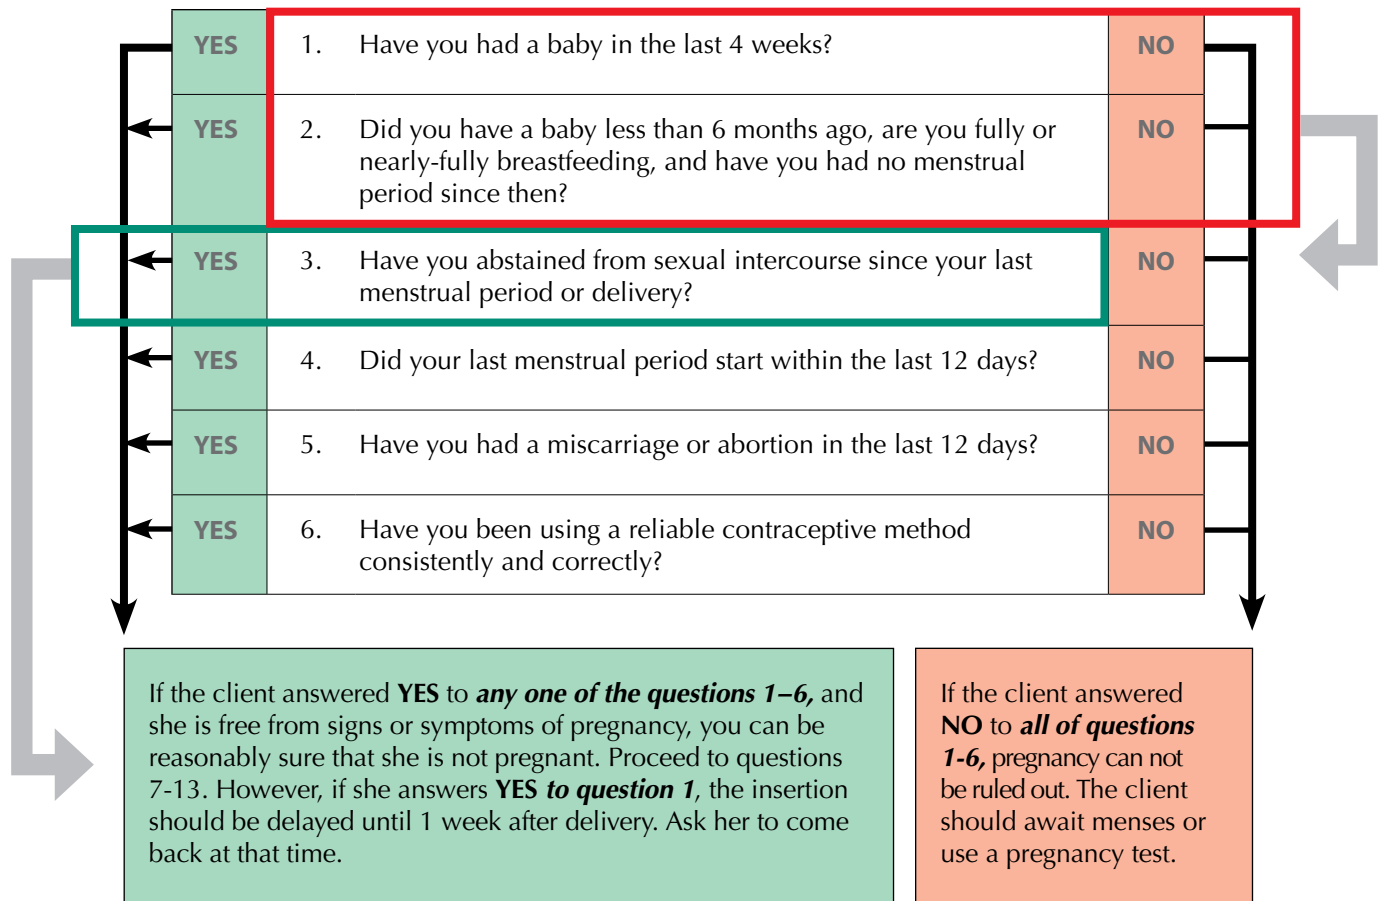 YES 1. Have you had a baby in the last 4 weeks? NO
YES 2. Did you have a baby less than 6 months ago, are you fully or NO
nearly-fully breastfeeding, and have you had no menstrual
period since then?
YES 3. Have you abstained from sexual intercourse since your last NO
menstrual period or delivery?
YES 4. Did your last menstrual period start within the last 12 days? NO
YES 5. Have you had a miscarriage or abortion in the last 12 days? NO
YES 6. Have you been using a reliable contraceptive method NO
consistently and correctly?
If the client answered YES to any one of the questions 1–6, and
she is free from signs or symptoms of pregnancy, you can be
reasonably sure that she is not pregnant. Proceed to questions
7-13. However, if she answers YES to question 1, the insertion
should be delayed until 1 week after delivery. Ask her to come
back at that time.
If the client answered
NO to all of questions
1-6, pregnancy can not
be ruled out. The client
should await menses or
use a pregnancy test.